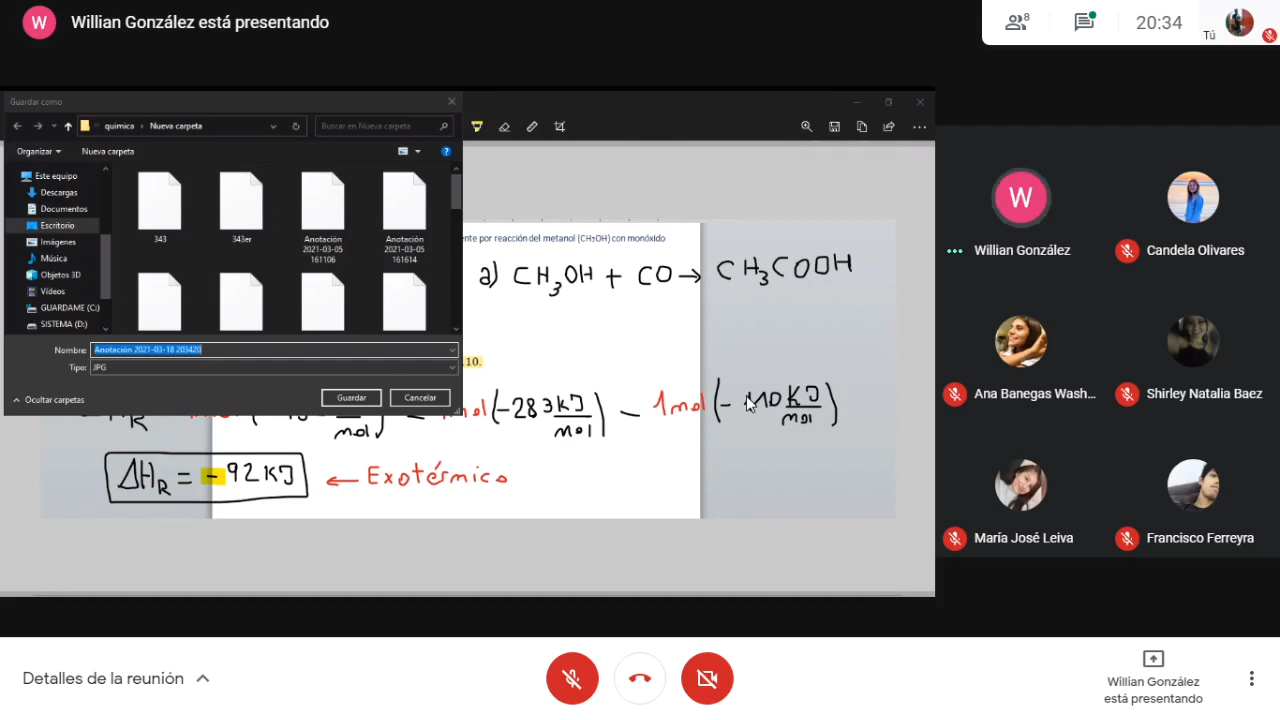 W Willian González está presentando
8
20:34
Tú
Guardar como
quimica › Nueva carpeta
Buscar en Nueva carpeta
Organizar
Nueva carpeta
Este equipo
Descargas
Documentos
Escritorio
Imágenes
Música
Objetos 3D
Vídeos
GUARDAME (C:)
SISTEMA (D:)
343
343er
Anotación 2021-03-05 161106
Anotación 2021-03-05 161614
Nombre: Anotación 2021-03-18 203420
Tipo: JPG
Ocultar carpetas
Guardar
Cancelar
ente por reacción del metanol (CH₃OH) con monóxido
a) CH₃OH + CO → CH₃COOH
10.
(-283 KJ/mol) - 1mol (-
KJ/mol)
mol
ΔH_R = -92 KJ ← Exotérmico
W
Willian González
Candela Olivares
Ana Banegas Wash...
Shirley Natalia Baez
María José Leiva
Francisco Ferreyra
Detalles de la reunión
Willian González
está presentando